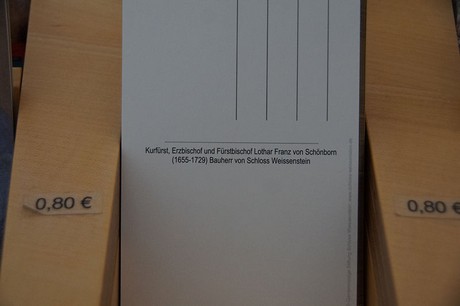 Kurfürst, Erzbischof und Fürstbischof Lothar Franz von Schönborn
(1655-1729) Bauherr von Schloss Weissenstein
0,80 €
0,80 €